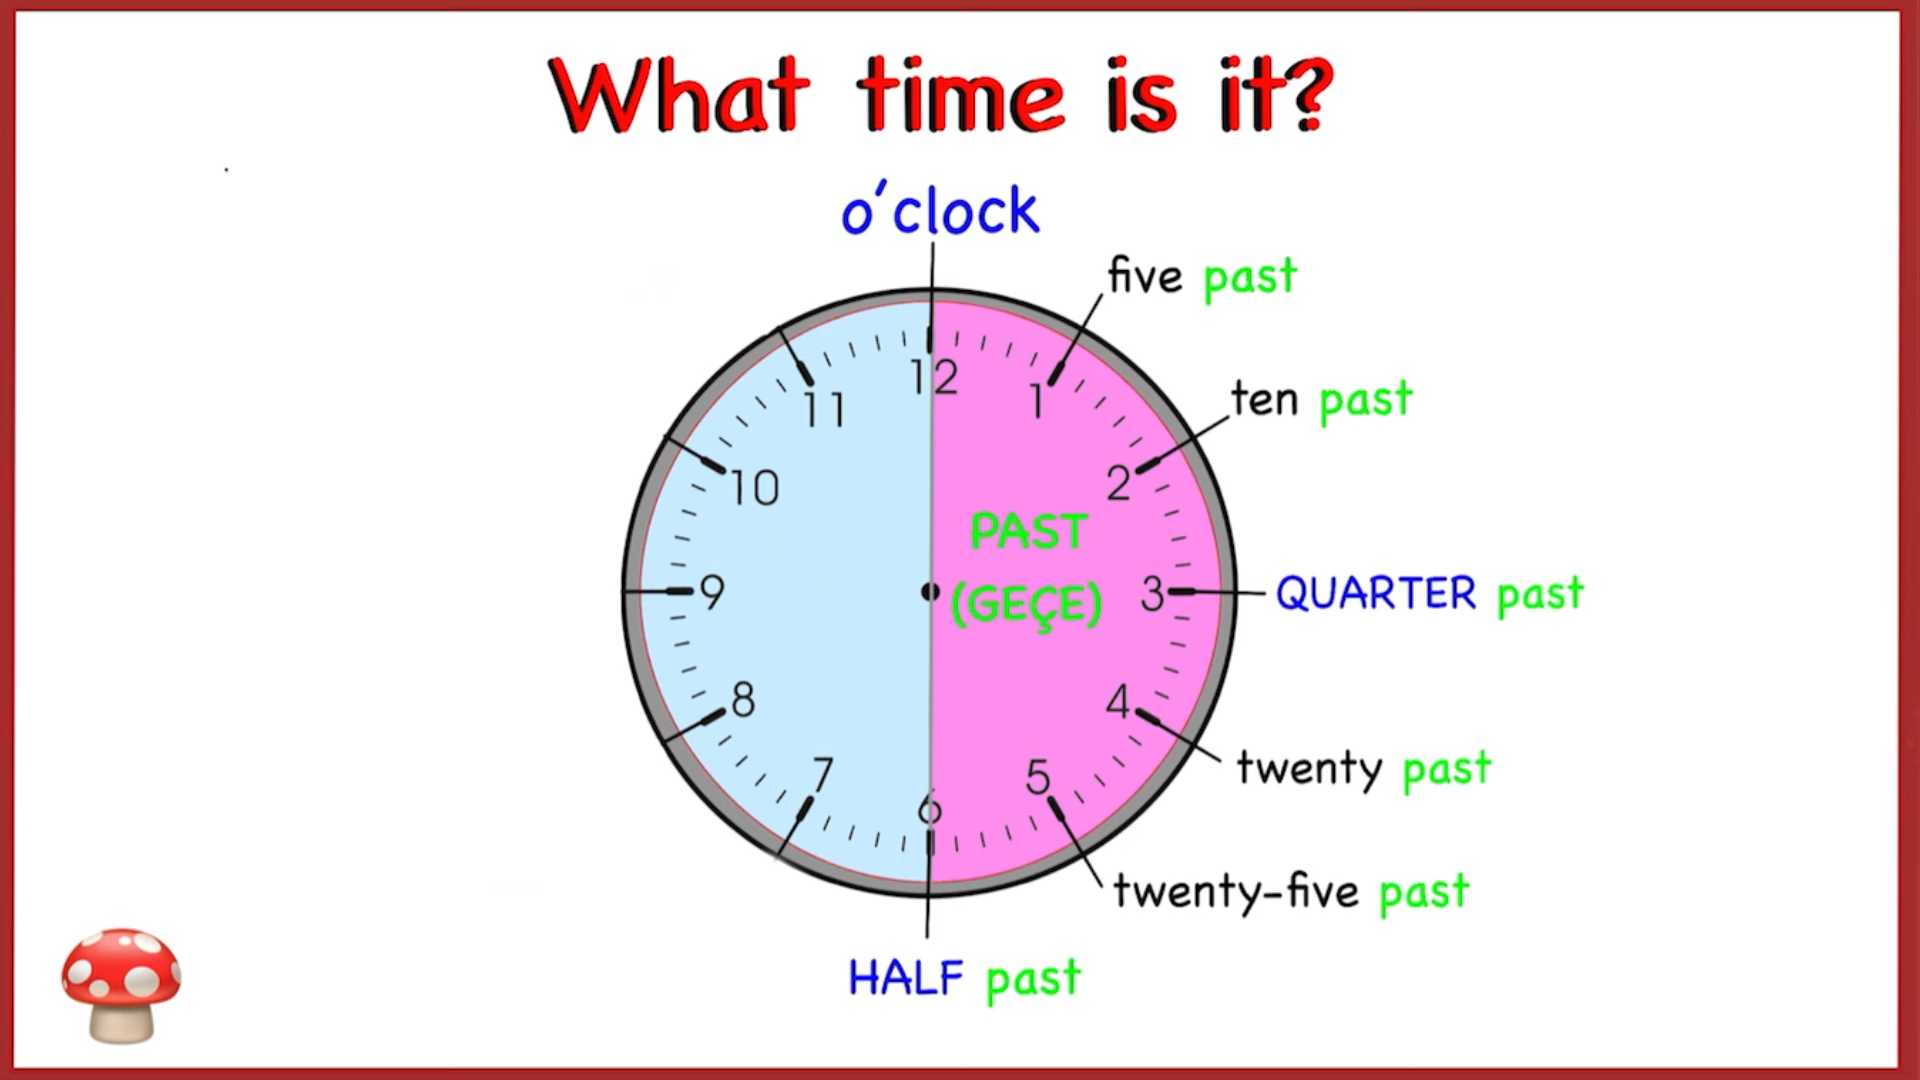 What time is it?
o'clock
five past
ten past
QUARTER past
twenty past
twenty-five past
HALF past
12
1
2
3
4
5
6
7
8
9
10
11
PAST
(GEÇE)